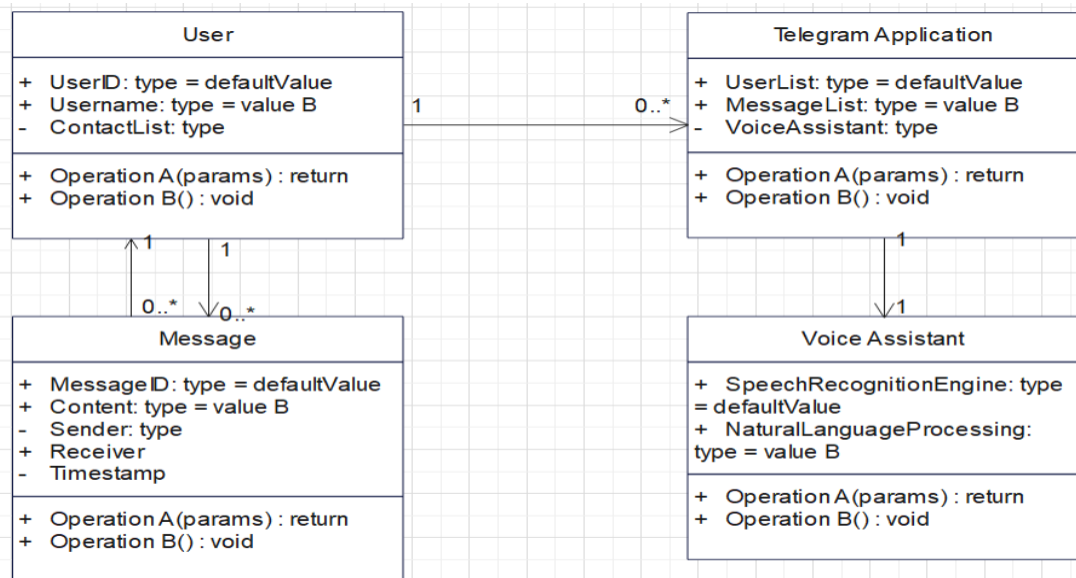 User
+ UserID: type = defaultValue
+ Username: type = value B
- ContactList: type
+ Operation A(params) : return
+ Operation B() : void
1
0..*
Telegram Application
+ UserList: type = defaultValue
+ MessageList: type = value B
- VoiceAssistant: type
+ Operation A(params) : return
+ Operation B() : void
1
1
0..*
0..*
Message
+ MessageID: type = defaultValue
+ Content: type = value B
- Sender: type
+ Receiver
- Timestamp
+ Operation A(params) : return
+ Operation B() : void
1
1
Voice Assistant
+ SpeechRecognitionEngine: type
= defaultValue
+ NaturalLanguageProcessing:
type = value B
+ Operation A(params) : return
+ Operation B() : void